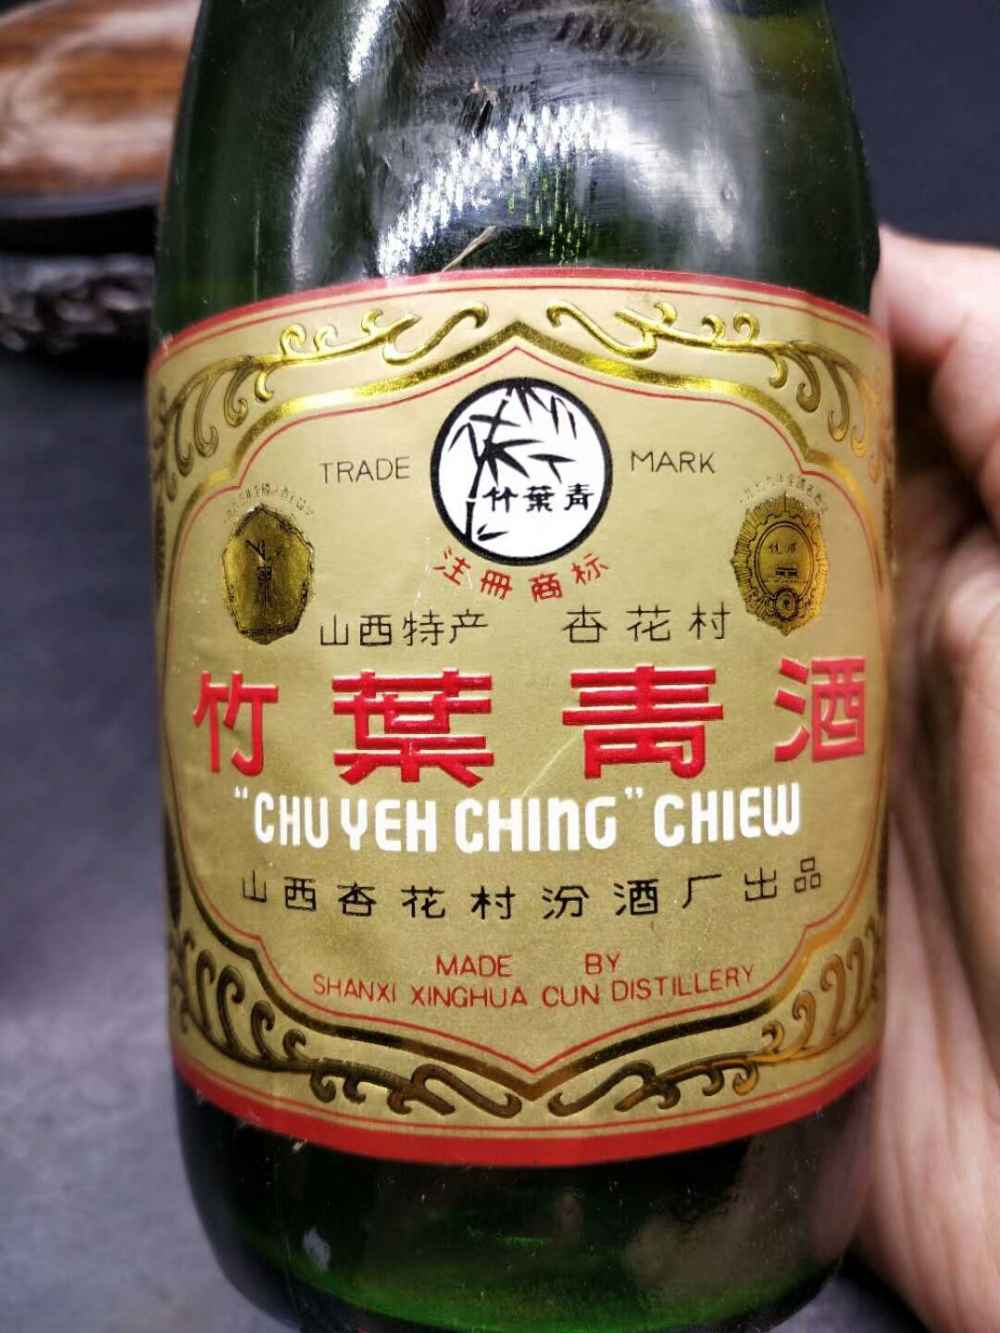 TRADE MARK
竹葉青
注册商标
山西特产 杏花村
竹葉青酒
“CHU YEH CHING” CHIEW
山西杏花村汾酒厂出品
MADE BY
SHANXI XINGHUA CUN DISTILLERY